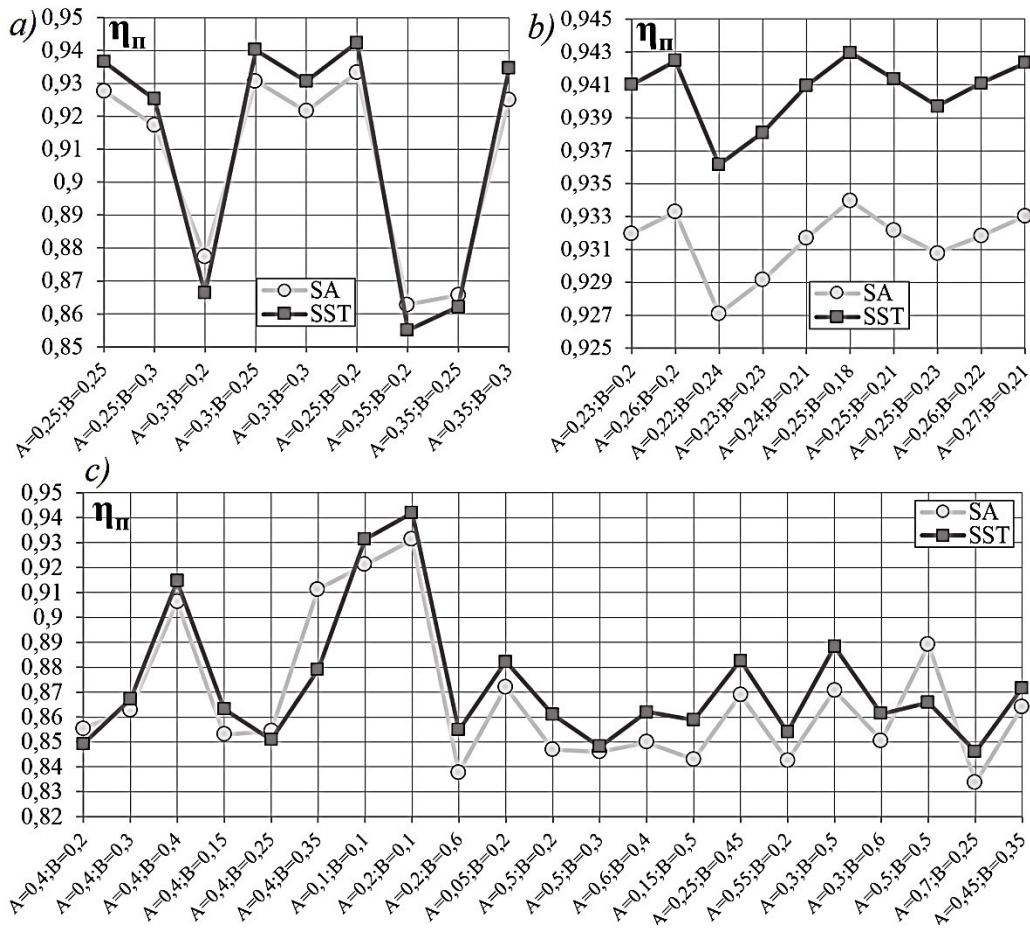 a)
η_п
0,95
0,94
0,93
0,92
0,91
0,9
0,89
0,88
0,87
0,86
0,85
SA
SST
A=0,25;B=0,25
A=0,25;B=0,3
A=0,3;B=0,2
A=0,3;B=0,25
A=0,3;B=0,3
A=0,25;B=0,2
A=0,35;B=0,2
A=0,35;B=0,25
A=0,35;B=0,3
b)
η_п
0,945
0,943
0,941
0,939
0,937
0,935
0,933
0,931
0,929
0,927
0,925
SA
SST
A=0,23;B=0,2
A=0,26;B=0,2
A=0,22;B=0,24
A=0,23;B=0,23
A=0,24;B=0,21
A=0,25;B=0,18
A=0,25;B=0,21
A=0,25;B=0,23
A=0,26;B=0,22
A=0,27;B=0,21
c)
η_п
0,95
0,94
0,93
0,92
0,91
0,9
0,89
0,88
0,87
0,86
0,85
0,84
0,83
0,82
SA
SST
A=0,4;B=0,2
A=0,4;B=0,3
A=0,4;B=0,4
A=0,4;B=0,15
A=0,4;B=0,25
A=0,4;B=0,35
A=0,1;B=0,1
A=0,2;B=0,1
A=0,2;B=0,6
A=0,05;B=0,2
A=0,5;B=0,2
A=0,5;B=0,3
A=0,6;B=0,4
A=0,15;B=0,5
A=0,25;B=0,45
A=0,55;B=0,2
A=0,3;B=0,5
A=0,3;B=0,6
A=0,5;B=0,5
A=0,7;B=0,25
A=0,45;B=0,35